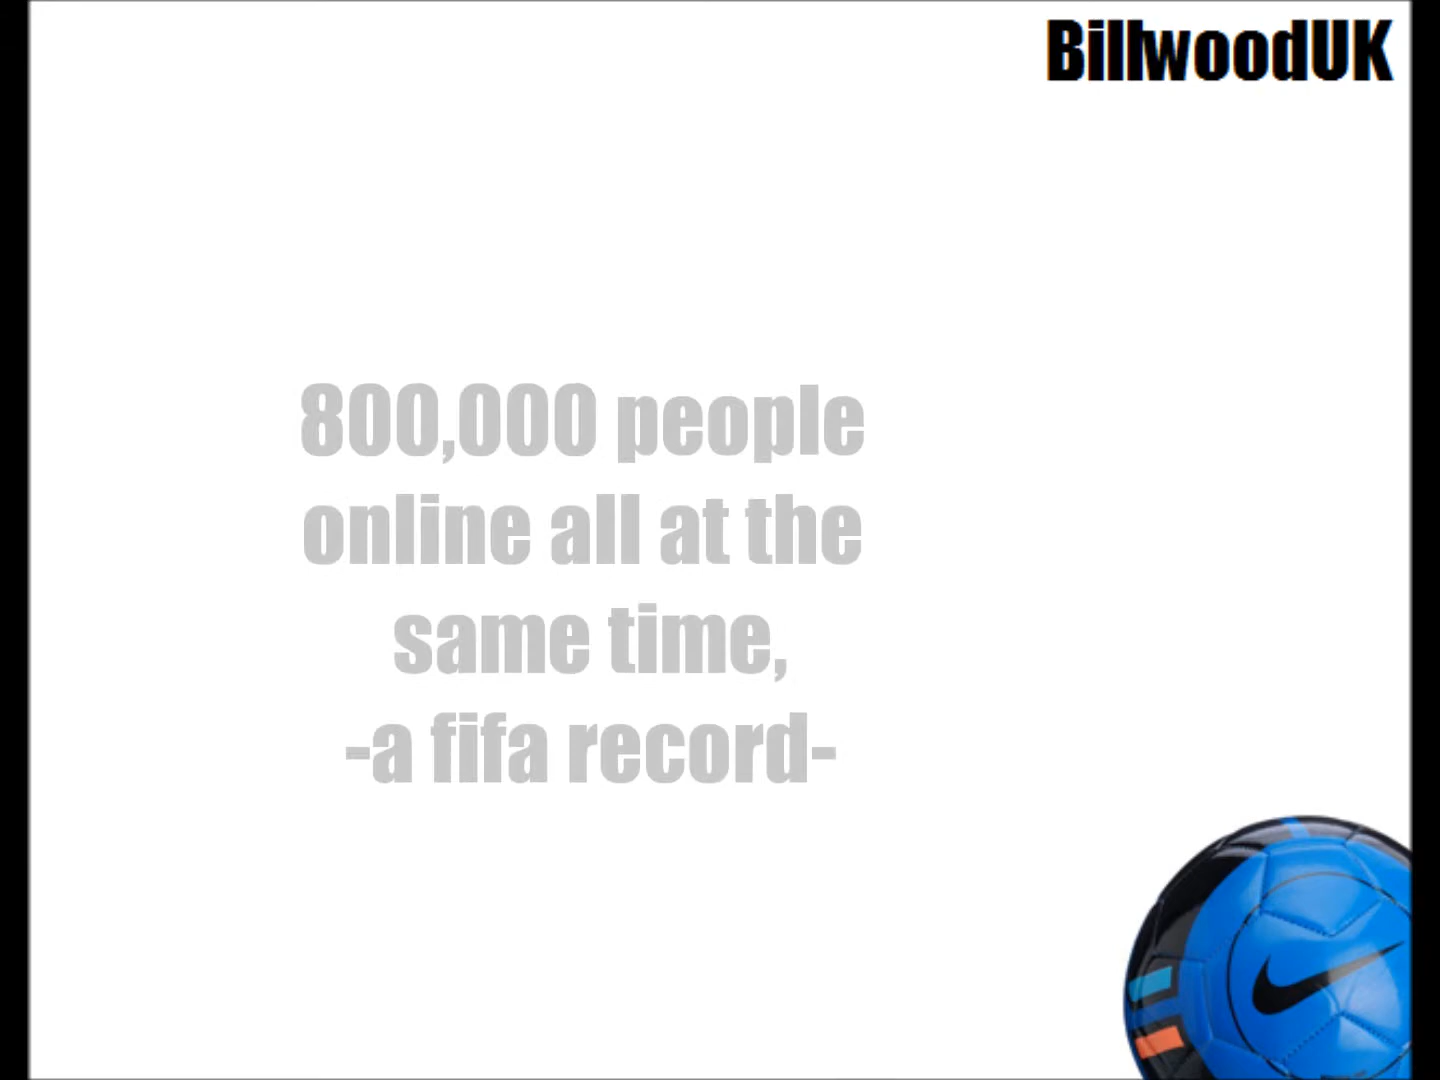 BillwoodUK
800,000 people
online all at the
same time,
-a fifa record-